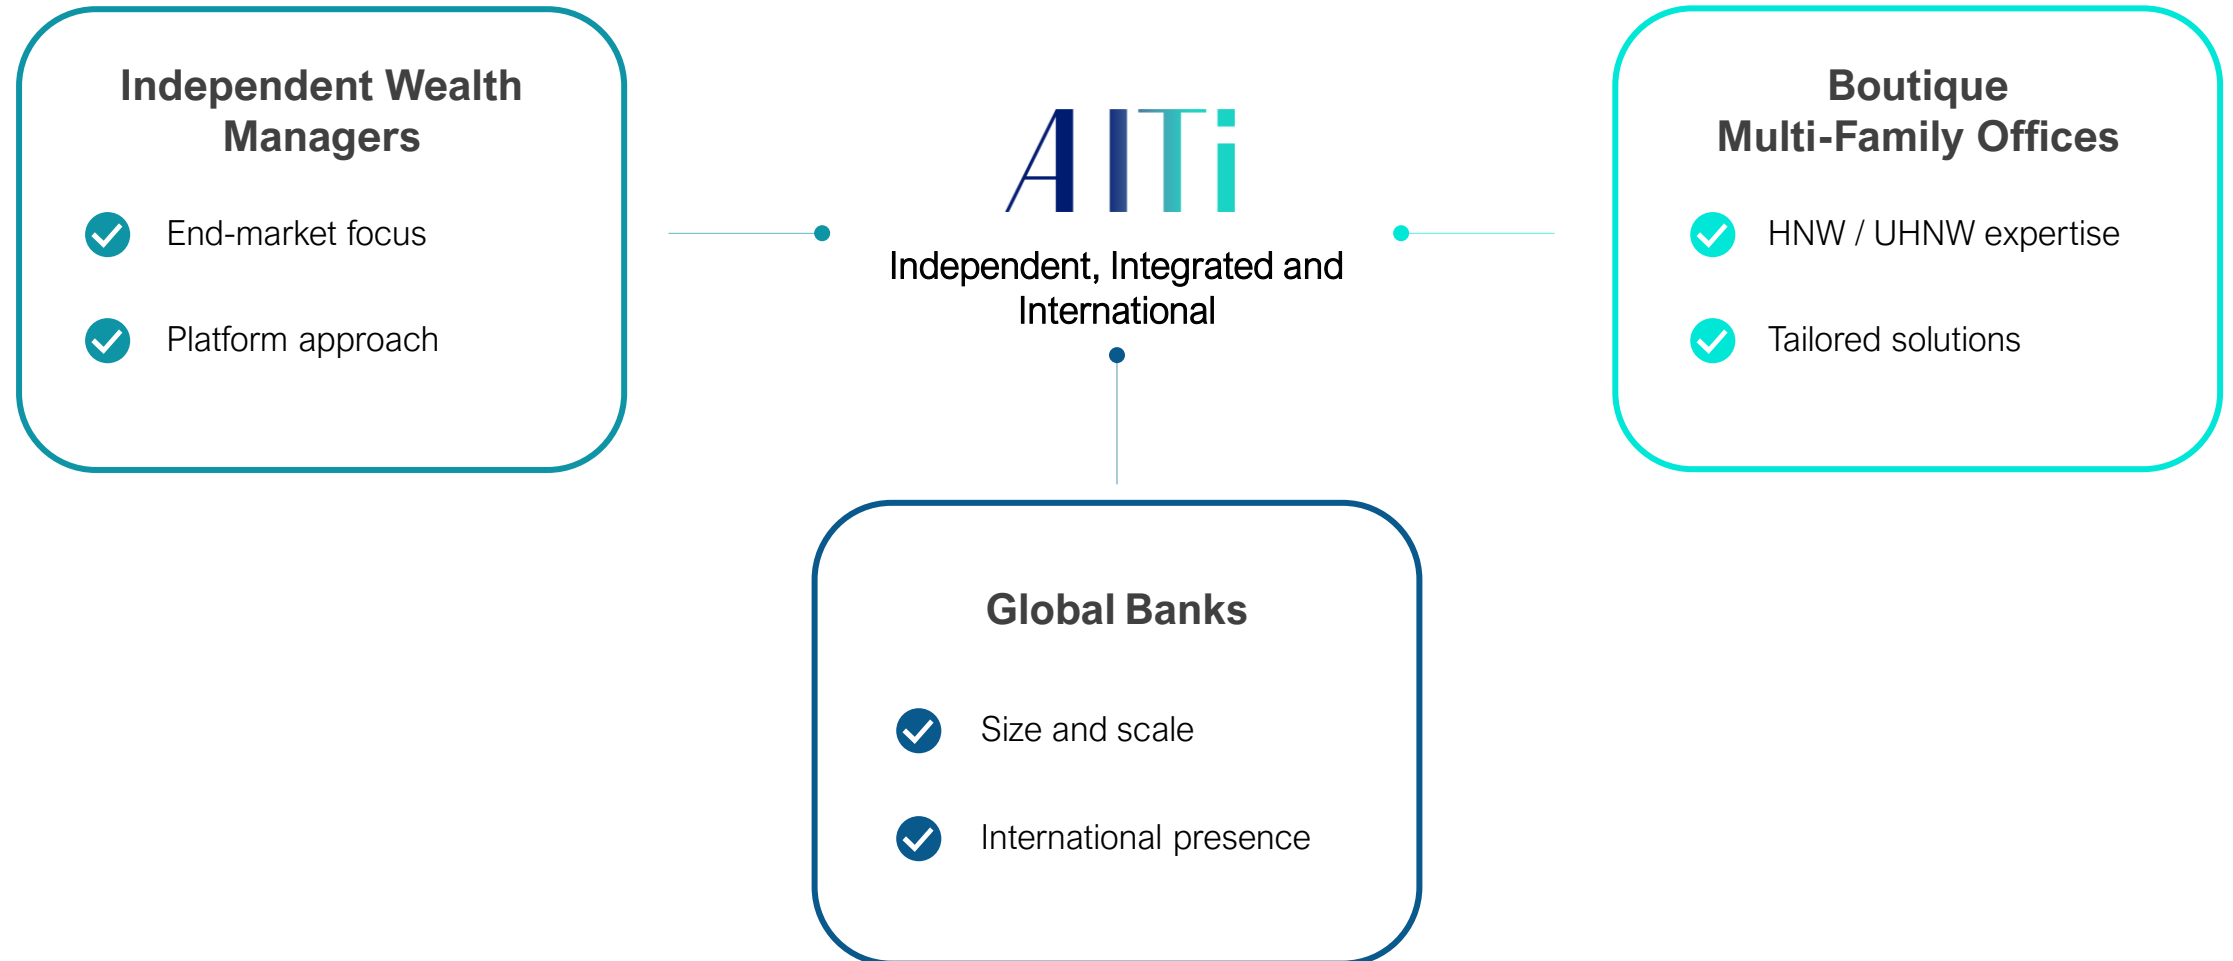 Independent Wealth
Managers
End-market focus
Platform approach
AlTi
Independent, Integrated and
International
Boutique
Multi-Family Offices
HNW / UHNW expertise
Tailored solutions
Global Banks
Size and scale
International presence